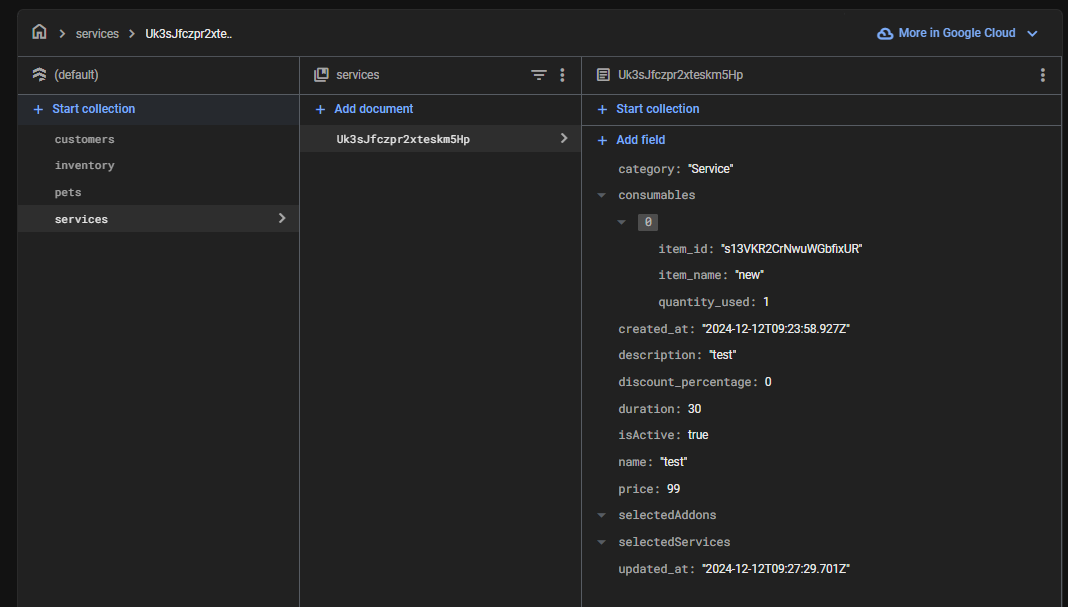 services
Uk3sJfczpr2xte..
More in Google Cloud
(default)
services
Uk3sJfczpr2xteskm5Hp
+ Start collection
+ Add document
+ Start collection
customers
inventory
pets
services
Uk3sJfczpr2xteskm5Hp
+ Add field
category: "Service"
consumables
0
item_id: "s13VKR2CrNwuWGbfixUR"
item_name: "new"
quantity_used: 1
created_at: "2024-12-12T09:23:58.927Z"
description: "test"
discount_percentage: 0
duration: 30
isActive: true
name: "test"
price: 99
selectedAddons
selectedServices
updated_at: "2024-12-12T09:27:29.701Z"